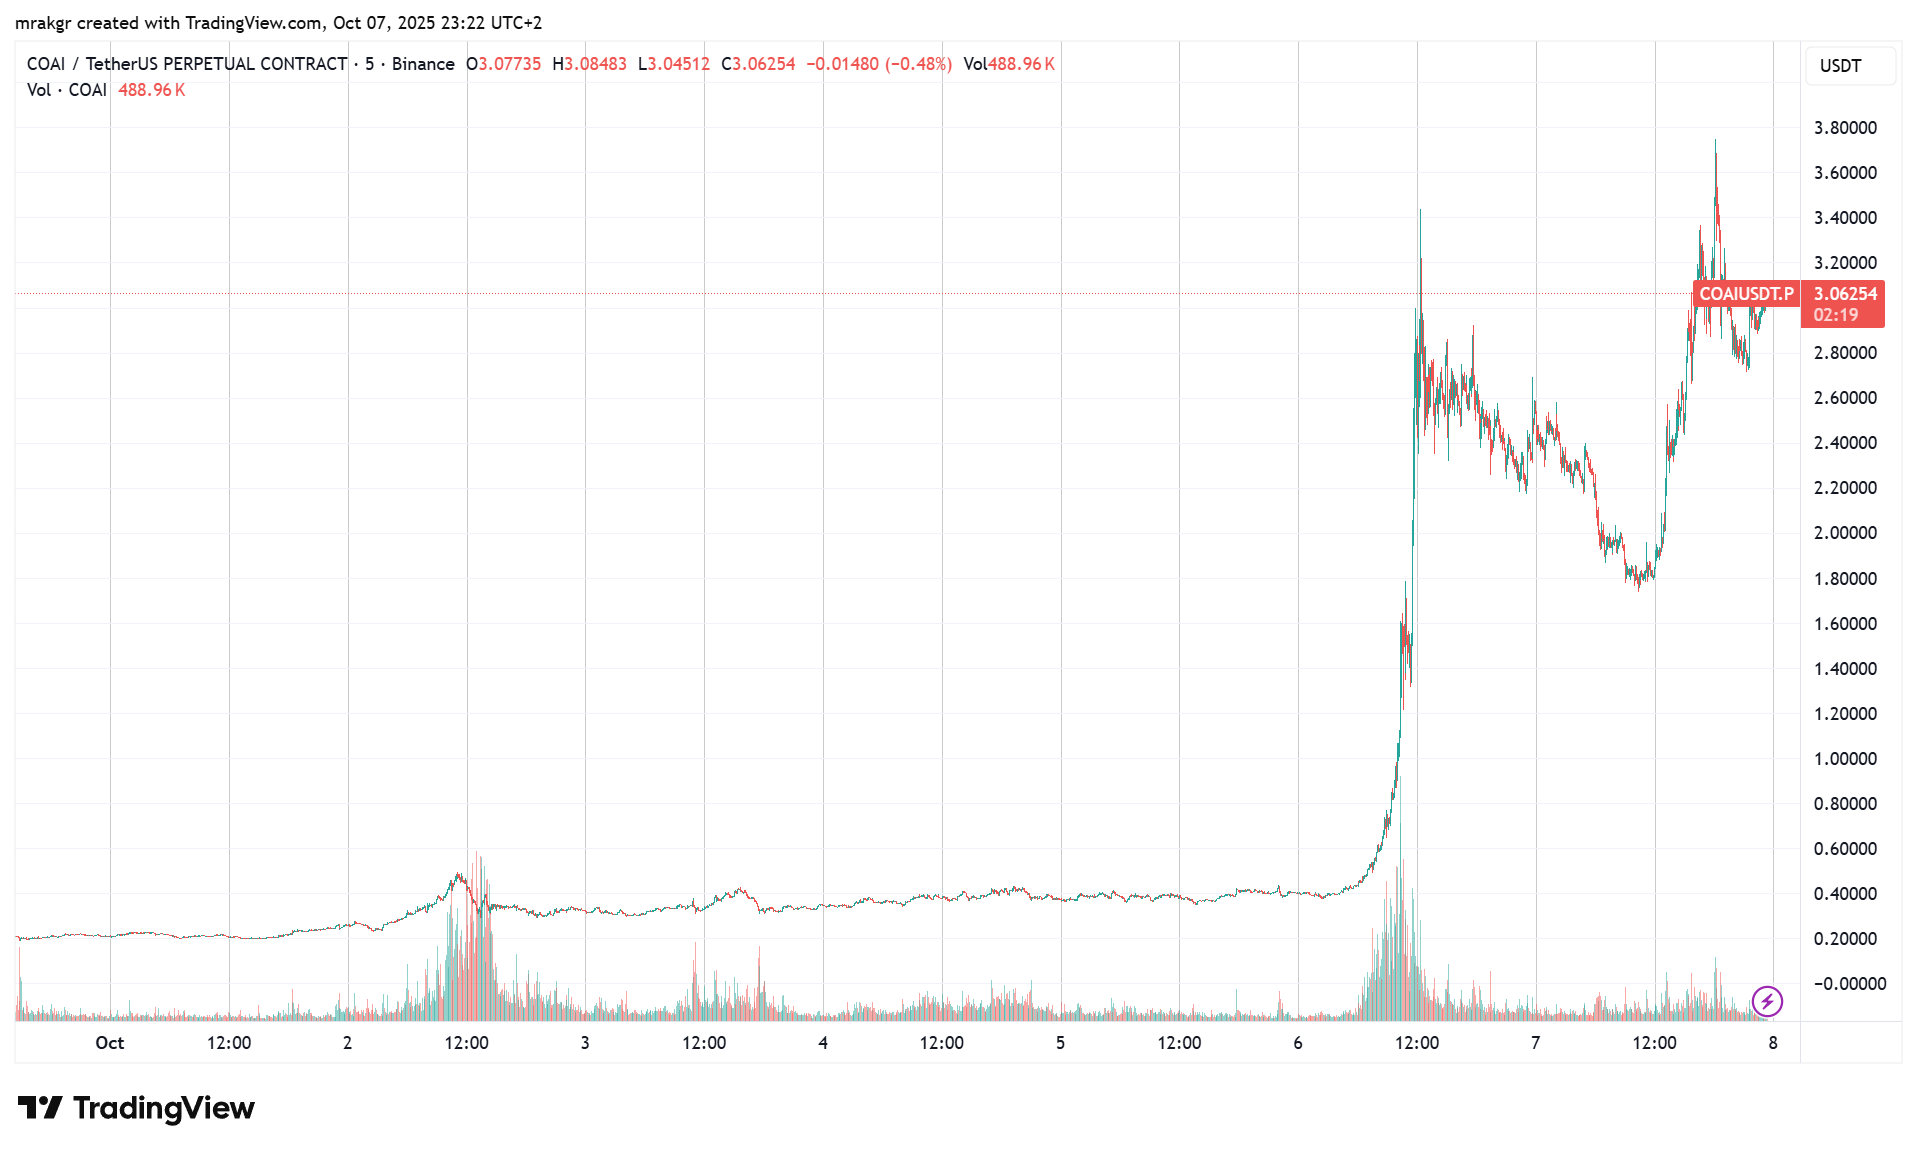 mrakgr created with TradingView.com, Oct 07, 2025 23:22 UTC+2
COAI / TetherUS PERPETUAL CONTRACT · 5 · Binance O3.07735 H3.08483 L3.04512 C3.06254 −0.01480 (−0.48%) Vol488.96 K
USDT
Vol · COAI 488.96 K
3.80000
3.60000
3.40000
3.20000
COAIUSDT.P 3.06254
02:19
2.80000
2.60000
2.40000
2.20000
2.00000
1.80000
1.60000
1.40000
1.20000
1.00000
0.80000
0.60000
0.40000
0.20000
−0.00000
Oct 12:00 2 12:00 3 12:00 4 12:00 5 12:00 6 12:00 7 12:00 8
TradingView